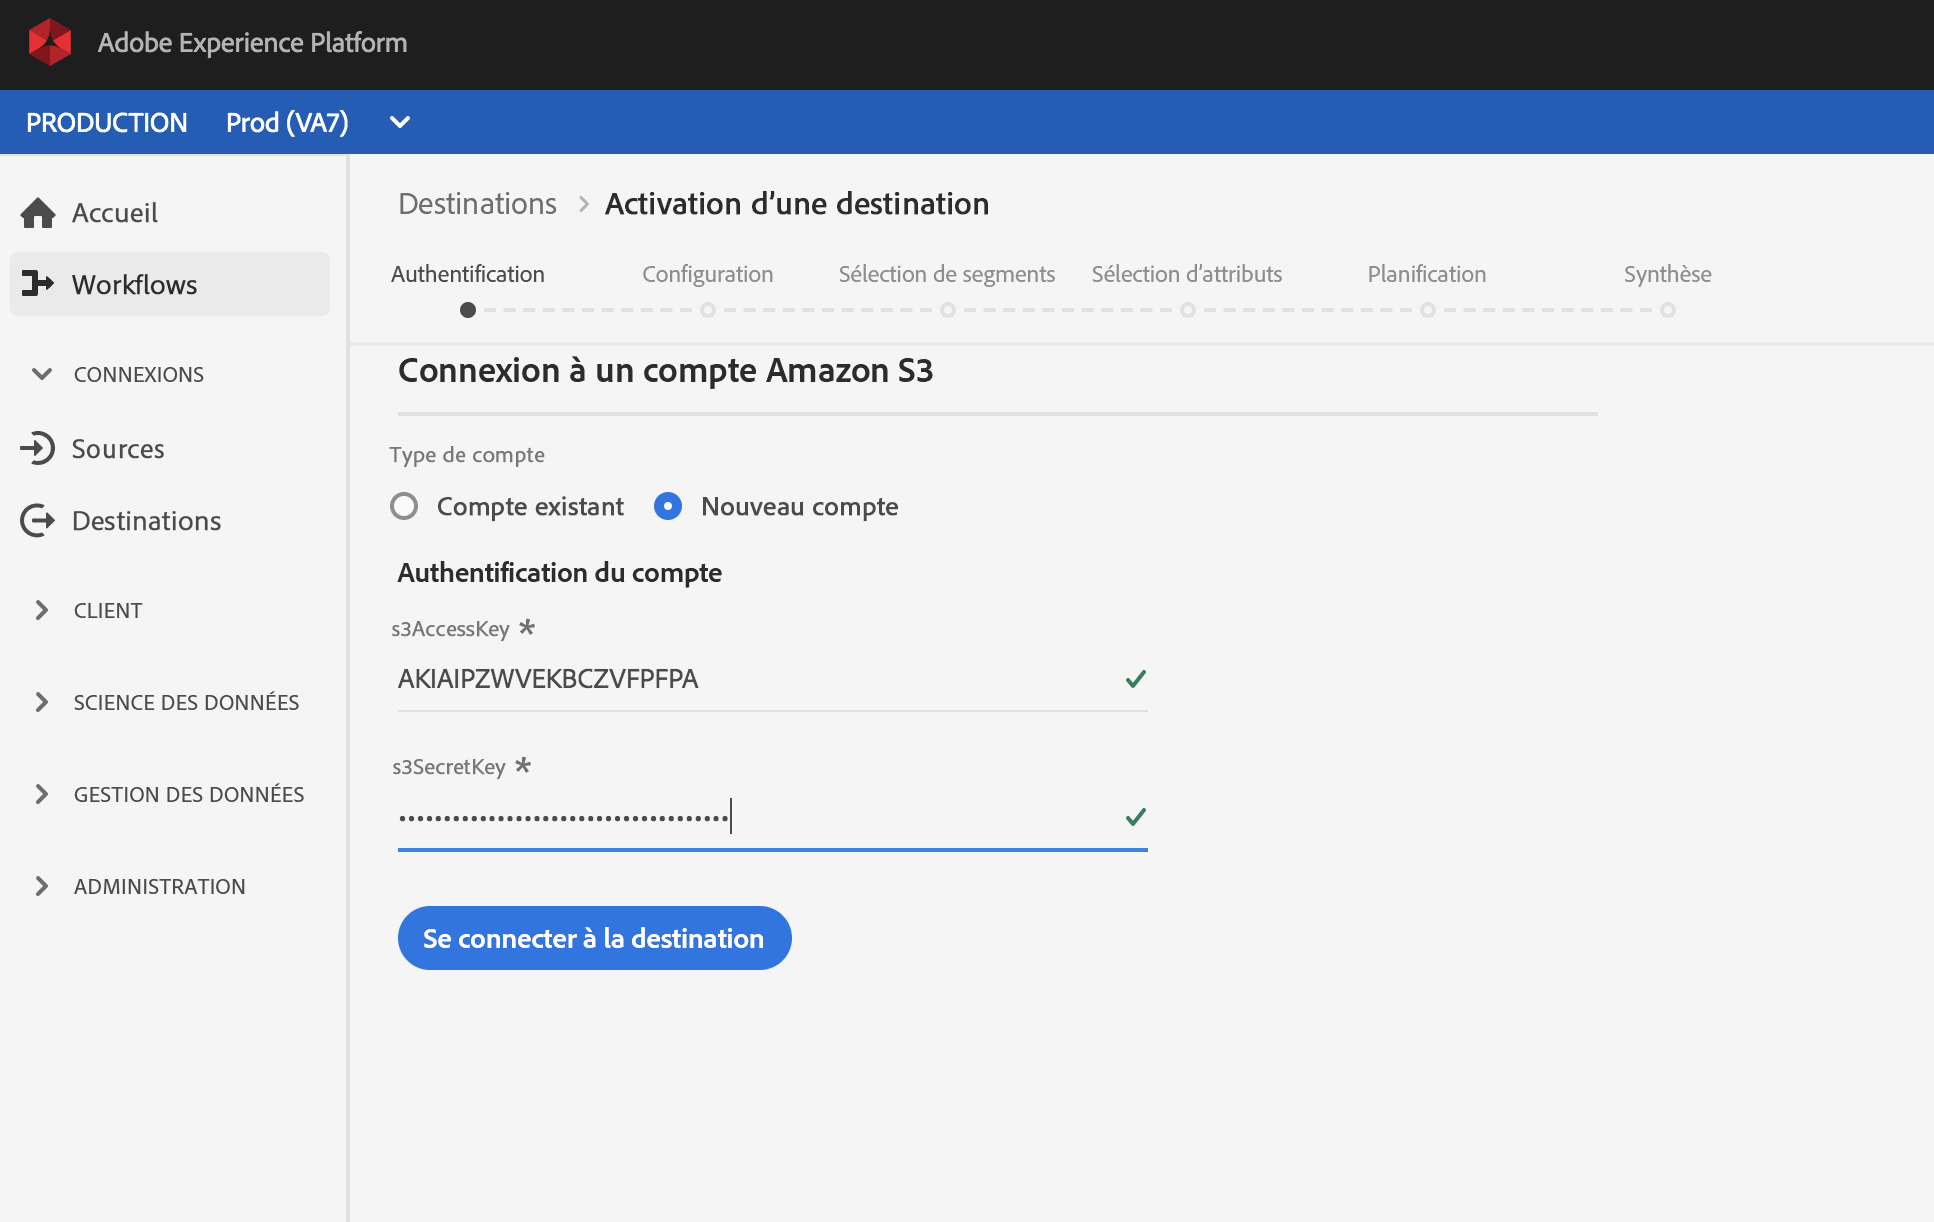 Adobe Experience Platform
PRODUCTION Prod (VA7)
Accueil
Workflows
CONNEXIONS
Sources
Destinations
CLIENT
SCIENCE DES DONNÉES
GESTION DES DONNÉES
ADMINISTRATION
Destinations > Activation d’une destination
Authentification Configuration Sélection de segments Sélection d’attributs Planification Synthèse
Connexion à un compte Amazon S3
Type de compte
Compte existant Nouveau compte
Authentification du compte
s3AccessKey *
AKIAIPZWVEKBCZVFPFPA
s3SecretKey *
•••••••••••••••••••••••••••••••••••••
Se connecter à la destination